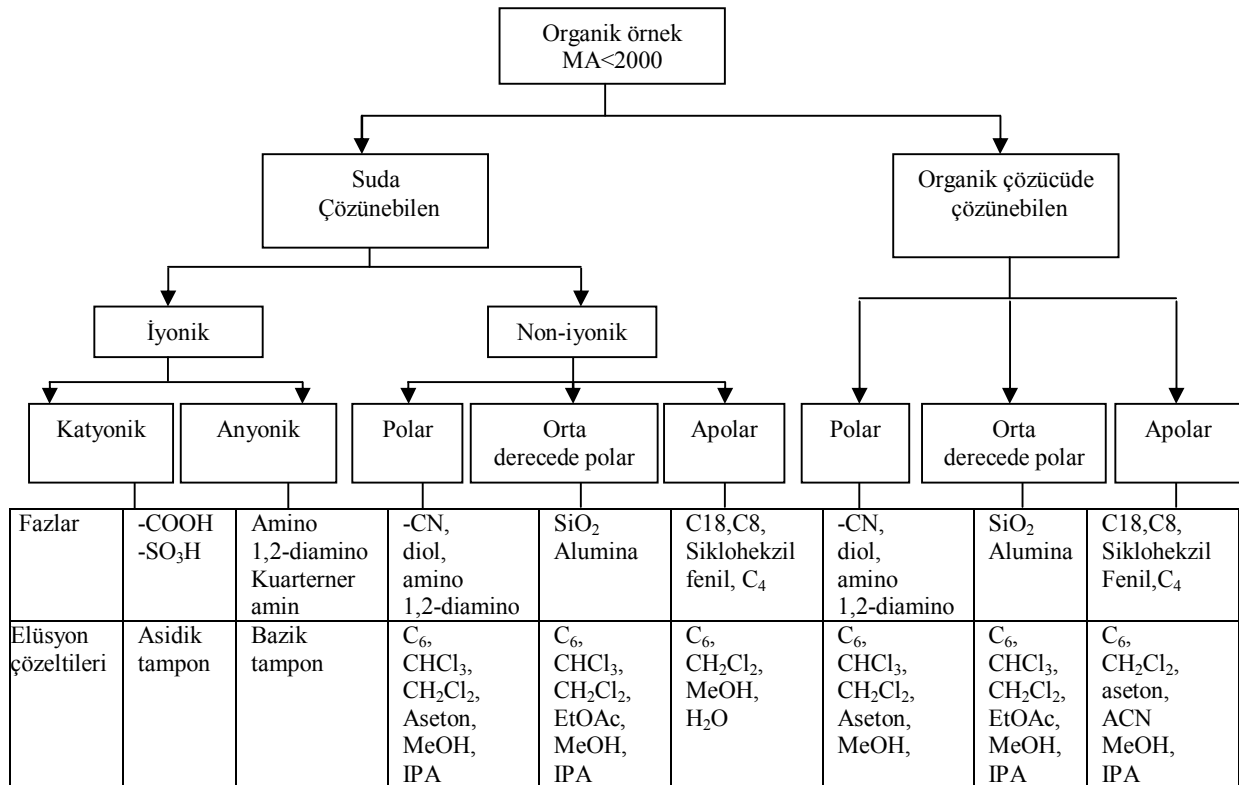 Organik örnek
MA<2000
Suda
Çözünebilen
Organik çözücüde
çözünebilen
İyonik
Non-iyonik
Katyonik
Anyonik
Polar
Orta
derecede polar
Apolar
Polar
Orta
derecede polar
Apolar
Fazlar
-COOH
-SO₃H
Amino
1,2-diamino
Kuarterner
amin
-CN,
diol,
amino
1,2-diamino
SiO₂
Alumina
C18,C8,
Siklohekzil
fenil, C₄
-CN,
diol,
amino
1,2-diamino
SiO₂
Alumina
C18,C8,
Siklohekzil
Fenil,C₄
Elüsyon
çözeltileri
Asidik
tampon
Bazik
tampon
C₆,
CHCl₃,
CH₂Cl₂,
Aseton,
MeOH,
IPA
C₆,
CHCl₃,
CH₂Cl₂,
EtOAc,
MeOH,
IPA
C₆,
CH₂Cl₂,
MeOH,
H₂O
C₆,
CHCl₃,
CH₂Cl₂,
Aseton,
MeOH,
C₆,
CHCl₃,
CH₂Cl₂,
EtOAc,
MeOH,
IPA
C₆,
CH₂Cl₂,
aseton,
ACN
MeOH,
IPA